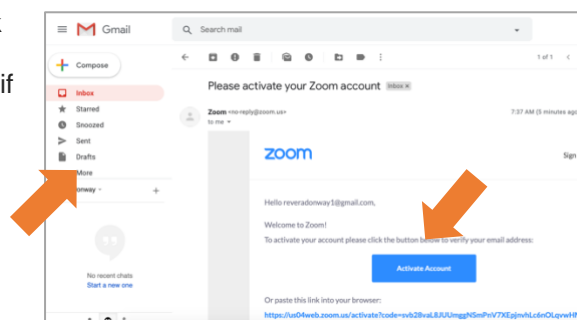 if
Gmail
Search mail
Compose
1 of 1
Please activate your Zoom account Inbox x
Inbox
Starred
Zoom <no-reply@zoom.us>
7:37 AM (5 minutes ago
to me
Snoozed
Sent
Drafts
zoom
Sign
More
onway
Hello reveradonway1@gmail.com,
Welcome to Zoom!
To activate your account please click the button below to verify your email address:
Activate Account
No recent chats
Start a new one
Or paste this link into your browser: